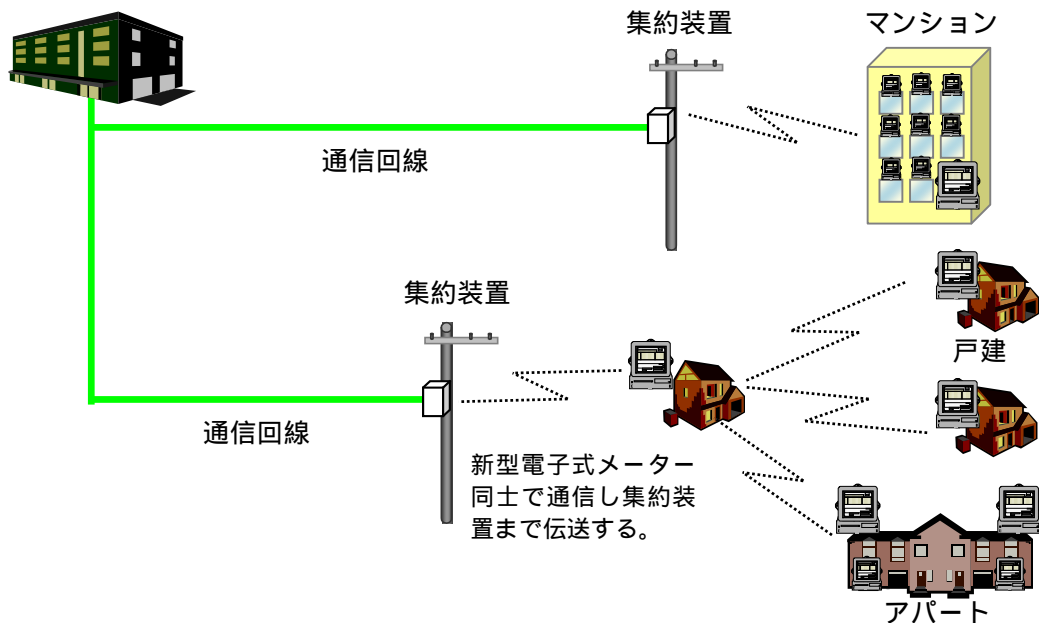 集約装置
マンション
通信回線
集約装置
戸建
通信回線
新型電子式メーター
同士で通信し集約装
置まで伝送する。
アパート